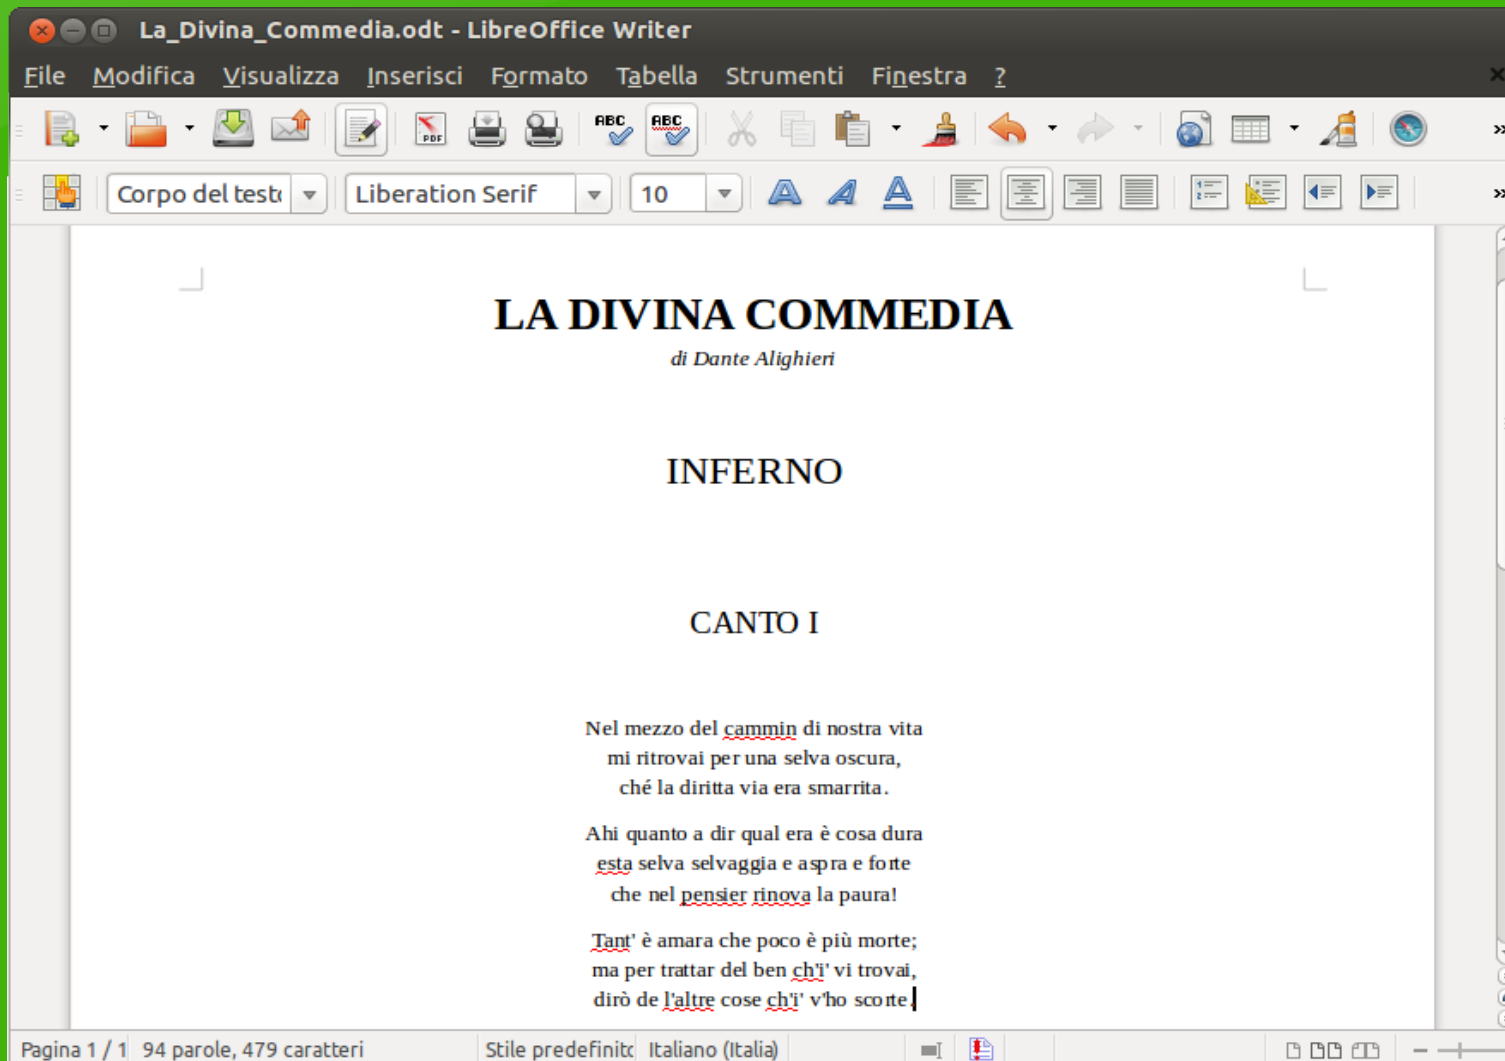 La_Divina_Commedia.odt - LibreOffice Writer
File Modifica Visualizza Inserisci Formato Tabella Strumenti Finestra ?
PDF ABC ABC
Corpo del test Liberation Serif 10
LA DIVINA COMMEDIA
di Dante Alighieri
INFERNO
CANTO I
Nel mezzo del cammin di nostra vita
mi ritrovai per una selva oscura,
ché la diritta via era smarrita.
Ahi quanto a dir qual era è cosa dura
esta selva selvaggia e aspra e forte
che nel pensier rinova la paura!
Tant' è amara che poco è più morte;
ma per trattar del ben ch'i' vi trovai,
dirò de l'altre cose ch'i' v'ho scorte.
Pagina 1 / 1 94 parole, 479 caratteri Stile predefinito Italiano (Italia)